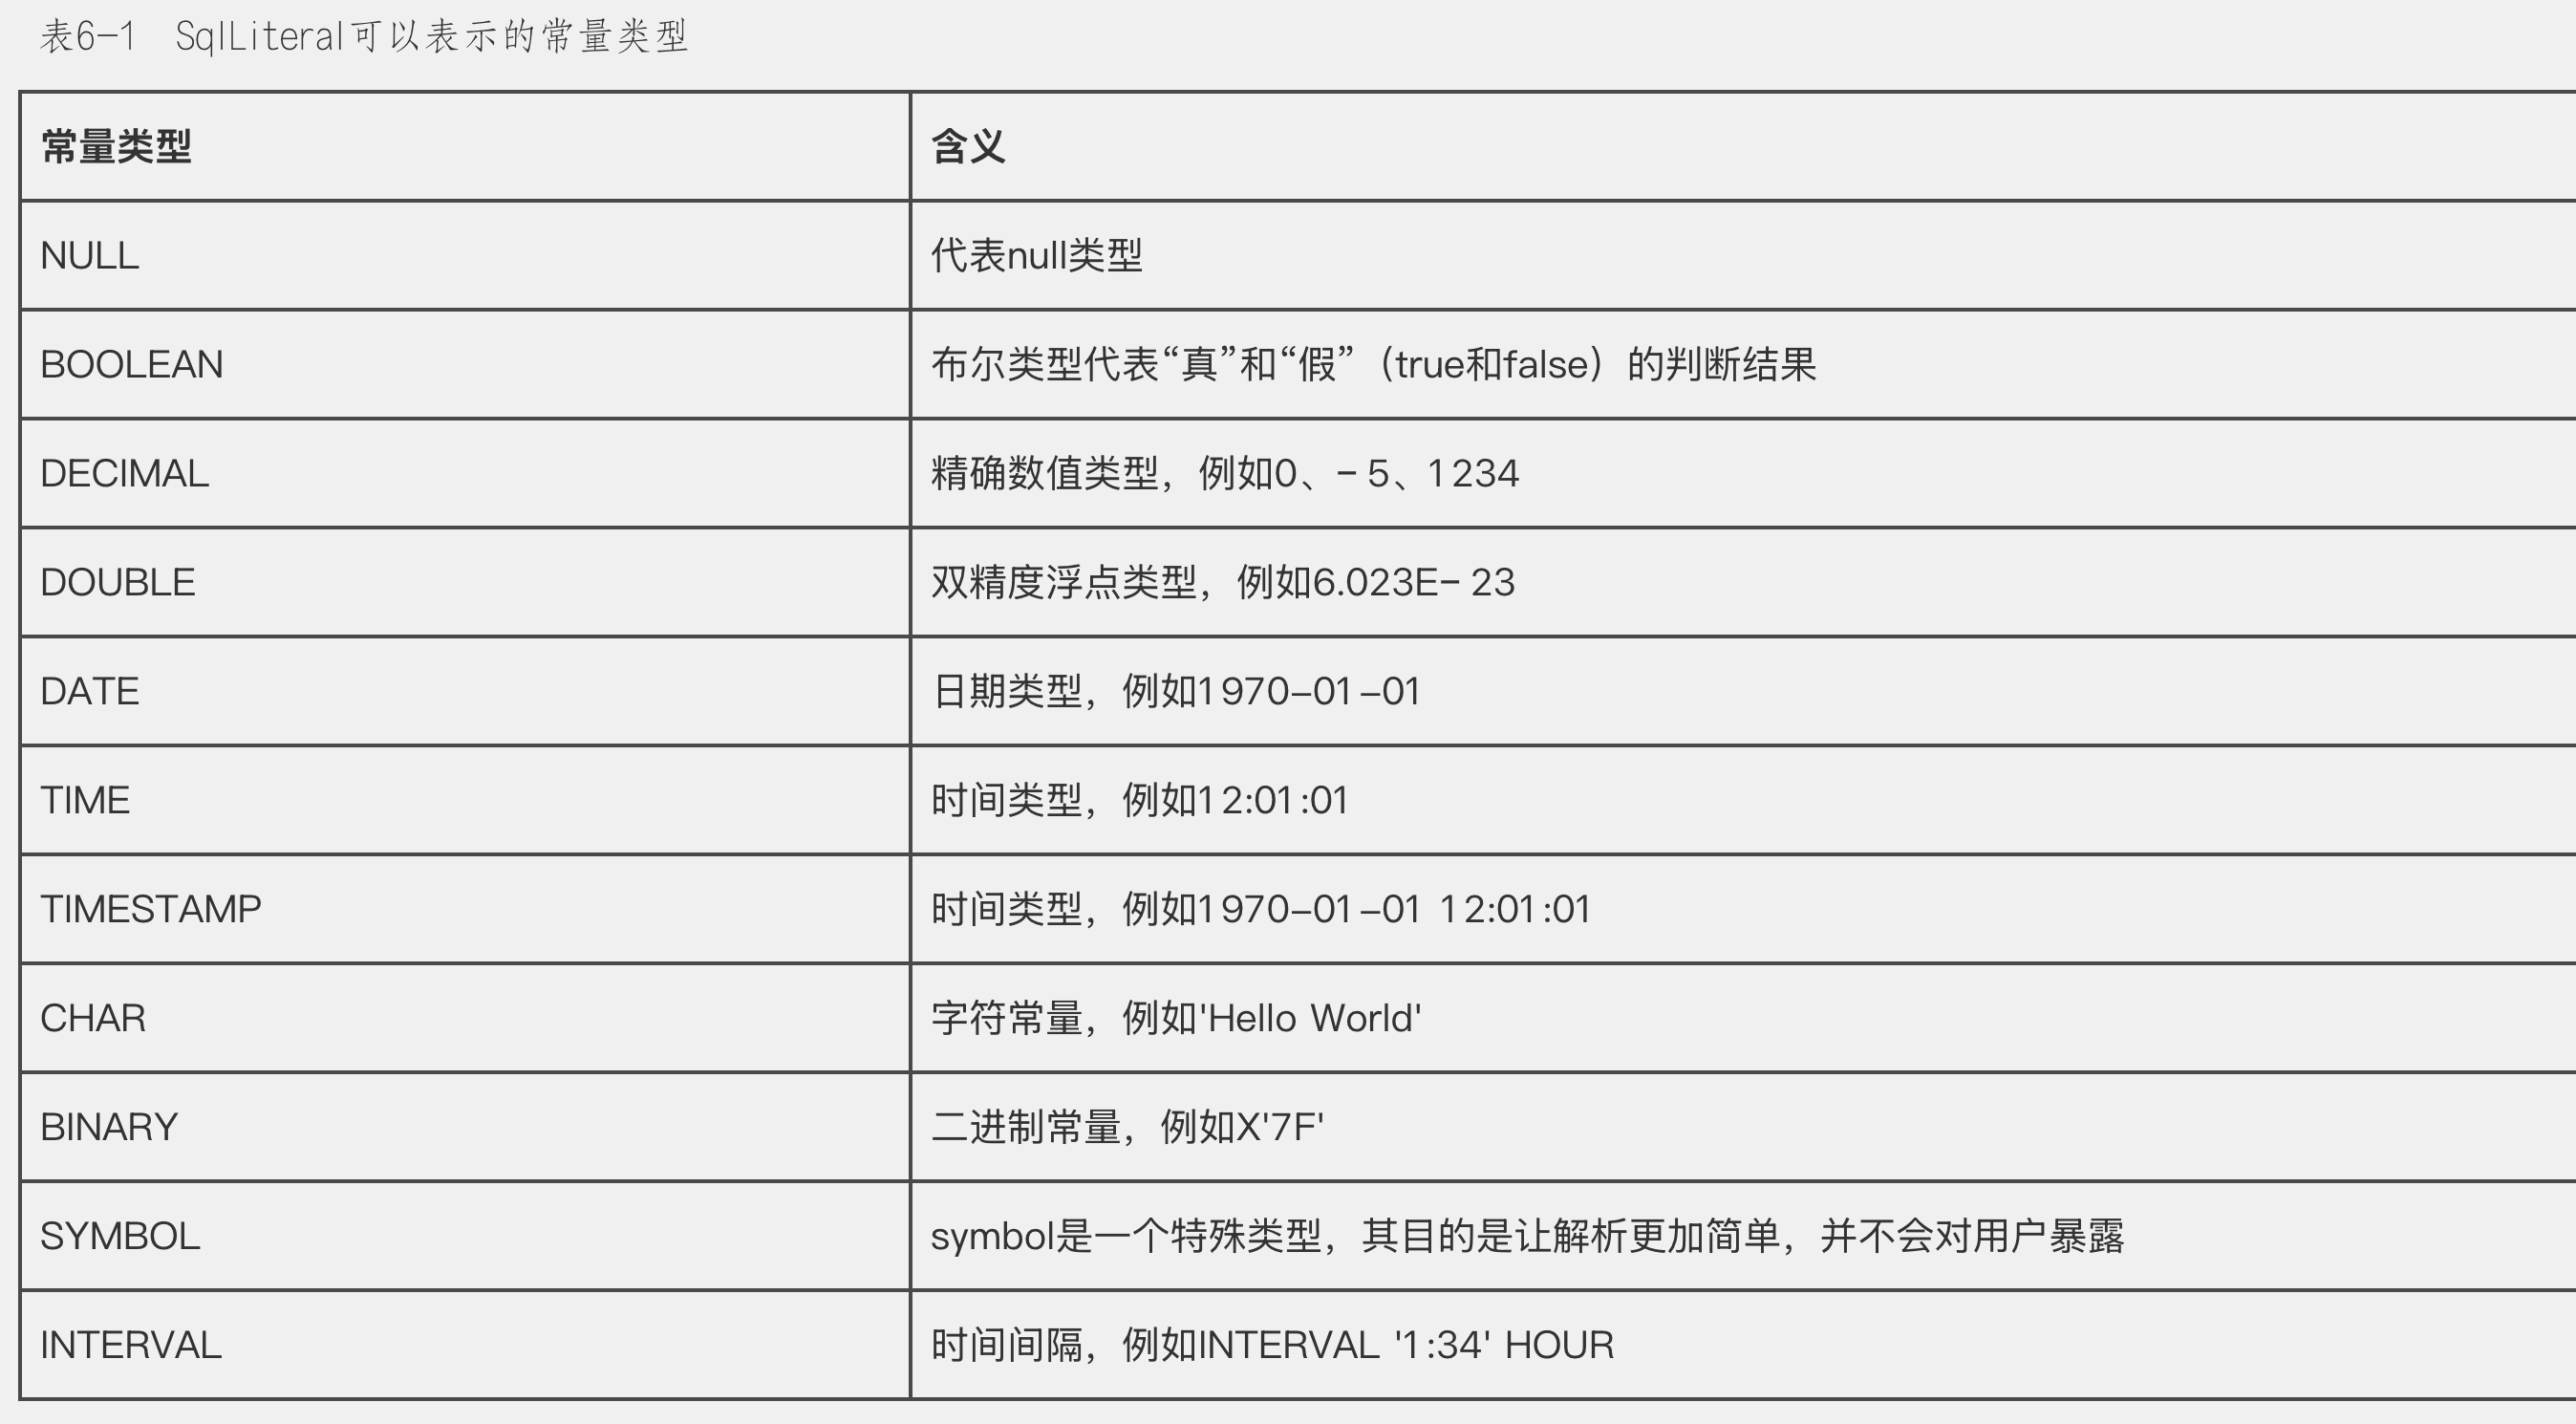 表6-1 SqlLiteral可以表示的常量类型
常量类型 含义
NULL 代表null类型
BOOLEAN 布尔类型代表“真”和“假”（true和false）的判断结果
DECIMAL 精确数值类型，例如0、- 5、1234
DOUBLE 双精度浮点类型，例如6.023E- 23
DATE 日期类型，例如1970-01-01
TIME 时间类型，例如12:01:01
TIMESTAMP 时间类型，例如1970-01-01 12:01:01
CHAR 字符常量，例如'Hello World'
BINARY 二进制常量，例如X'7F'
SYMBOL symbol是一个特殊类型，其目的是让解析更加简单，并不会对用户暴露
INTERVAL 时间间隔，例如INTERVAL '1:34' HOUR